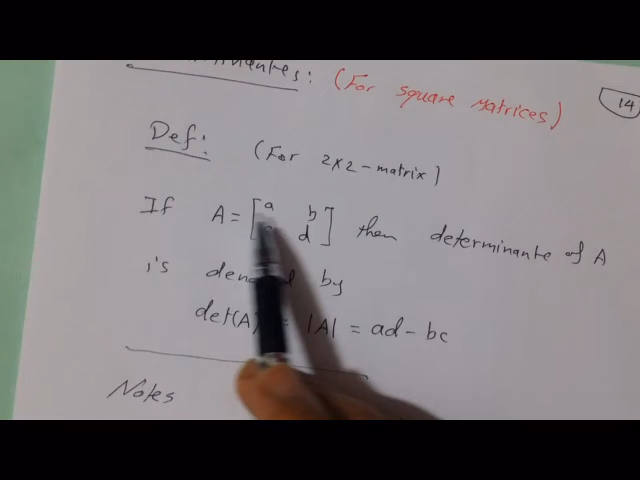 : (For square Matrices)
14
Def: (For 2x2-matrix)
If A = [a b
d] then determinante of A
is by
det(A) = |A| = ad - bc
Notes